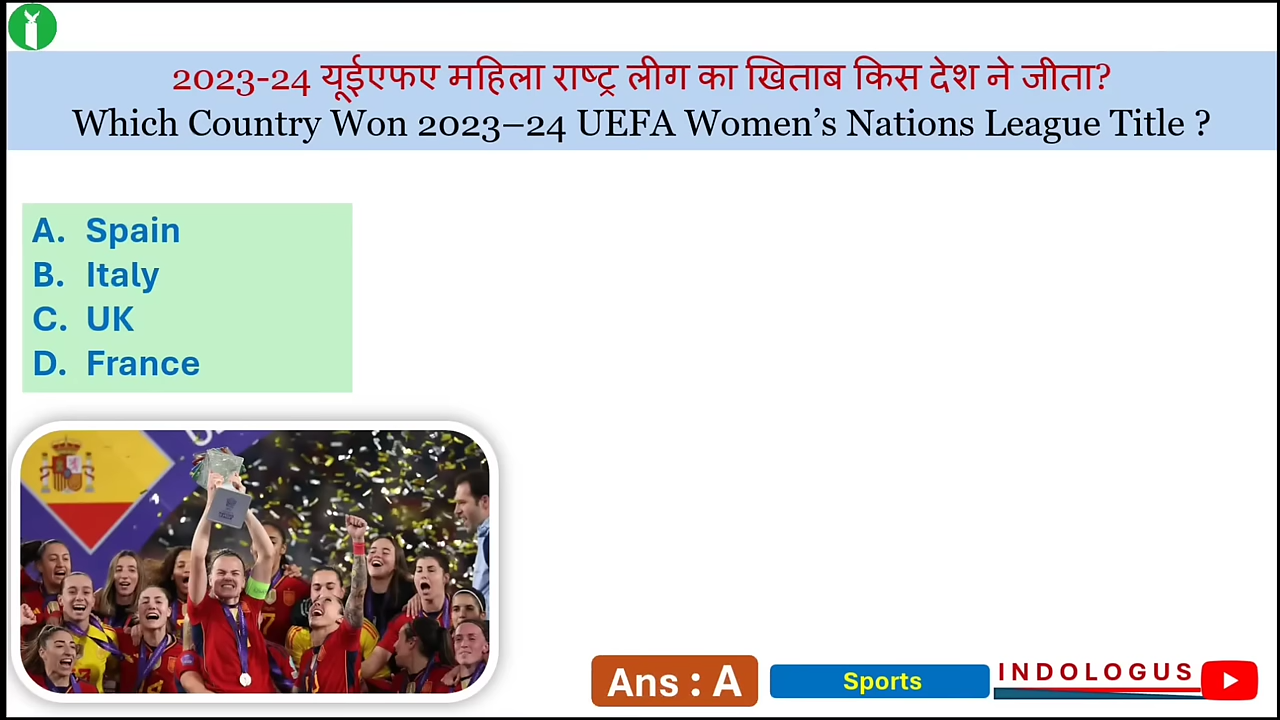 2023-24 यूईएफए महिला राष्ट्र लीग का खिताब किस देश ने जीता?
Which Country Won 2023–24 UEFA Women’s Nations League Title ?
A. Spain
B. Italy
C. UK
D. France
Ans : A
Sports
INDOLOGUS